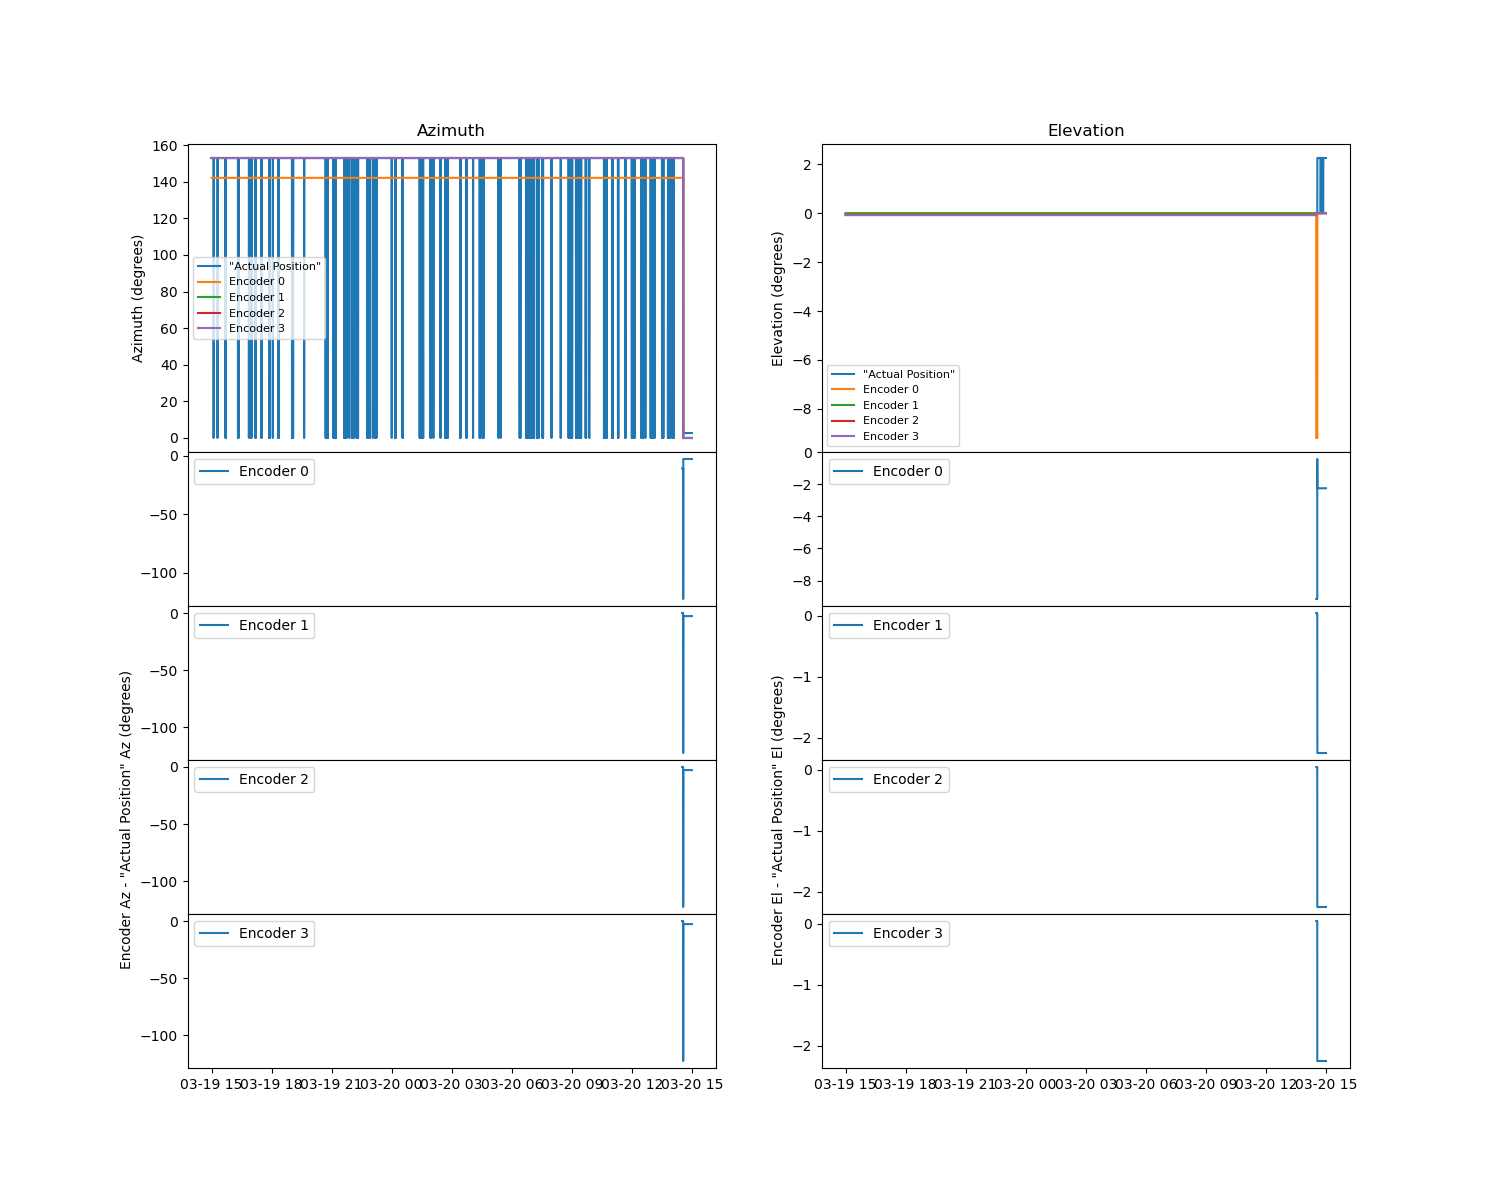 Azimuth
160
140
120
100
80
60
40
20
0
Azimuth (degrees)
"Actual Position"
Encoder 0
Encoder 1
Encoder 2
Encoder 3
0
−50
−100
Encoder 0
0
−50
−100
Encoder 1
0
−50
−100
Encoder 2
0
−50
−100
Encoder 3
Encoder Az - "Actual Position" Az (degrees)
03-19 15
03-19 18
03-19 21
03-20 00
03-20 03
03-20 06
03-20 09
03-20 12
03-20 15
Elevation
2
0
−2
−4
−6
−8
Elevation (degrees)
"Actual Position"
Encoder 0
Encoder 1
Encoder 2
Encoder 3
0
−2
−4
−6
−8
Encoder 0
0
−1
−2
Encoder 1
0
−1
−2
Encoder 2
0
−1
−2
Encoder 3
Encoder El - "Actual Position" El (degrees)
03-19 15
03-19 18
03-19 21
03-20 00
03-20 03
03-20 06
03-20 09
03-20 12
03-20 15